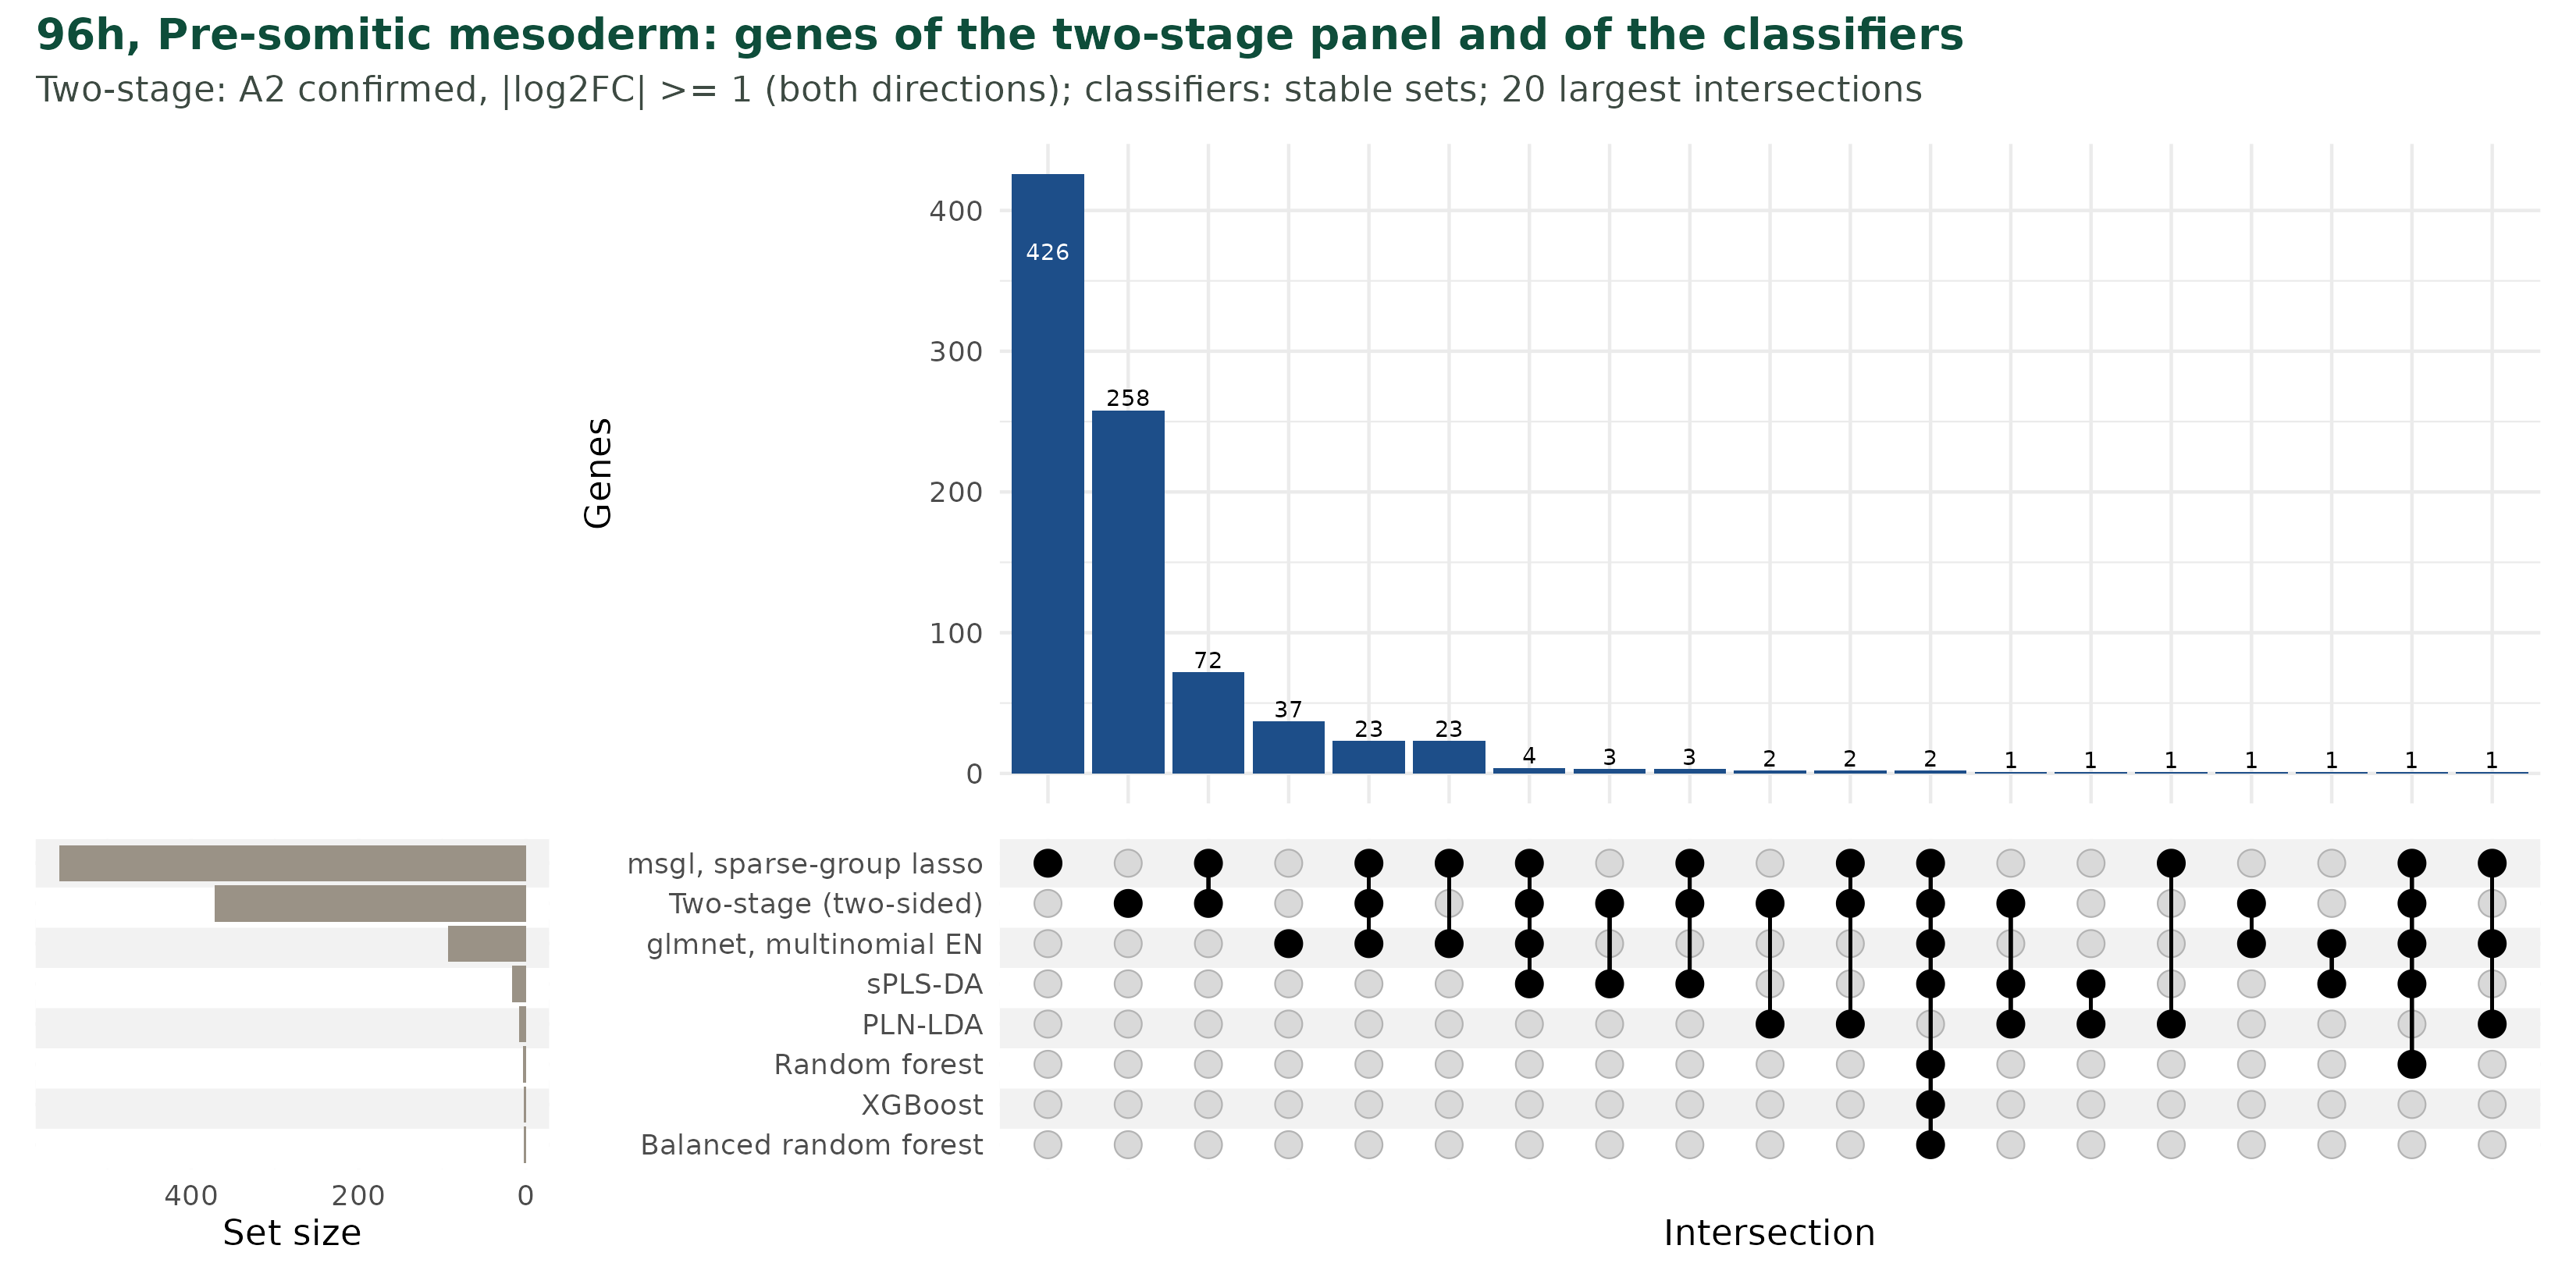 96h, Pre-somitic mesoderm: genes of the two-stage panel and of the classifiers
Two-stage: A2 confirmed, |log2FC| >= 1 (both directions); classifiers: stable sets; 20 largest intersections
Genes
400
300
200
100
0
426
258
72
37
23
23
4
3
3
2
2
2
1
1
1
1
1
1
1
msgl, sparse-group lasso
Two-stage (two-sided)
glmnet, multinomial EN
sPLS-DA
PLN-LDA
Random forest
XGBoost
Balanced random forest
400 200 0
Set size
Intersection